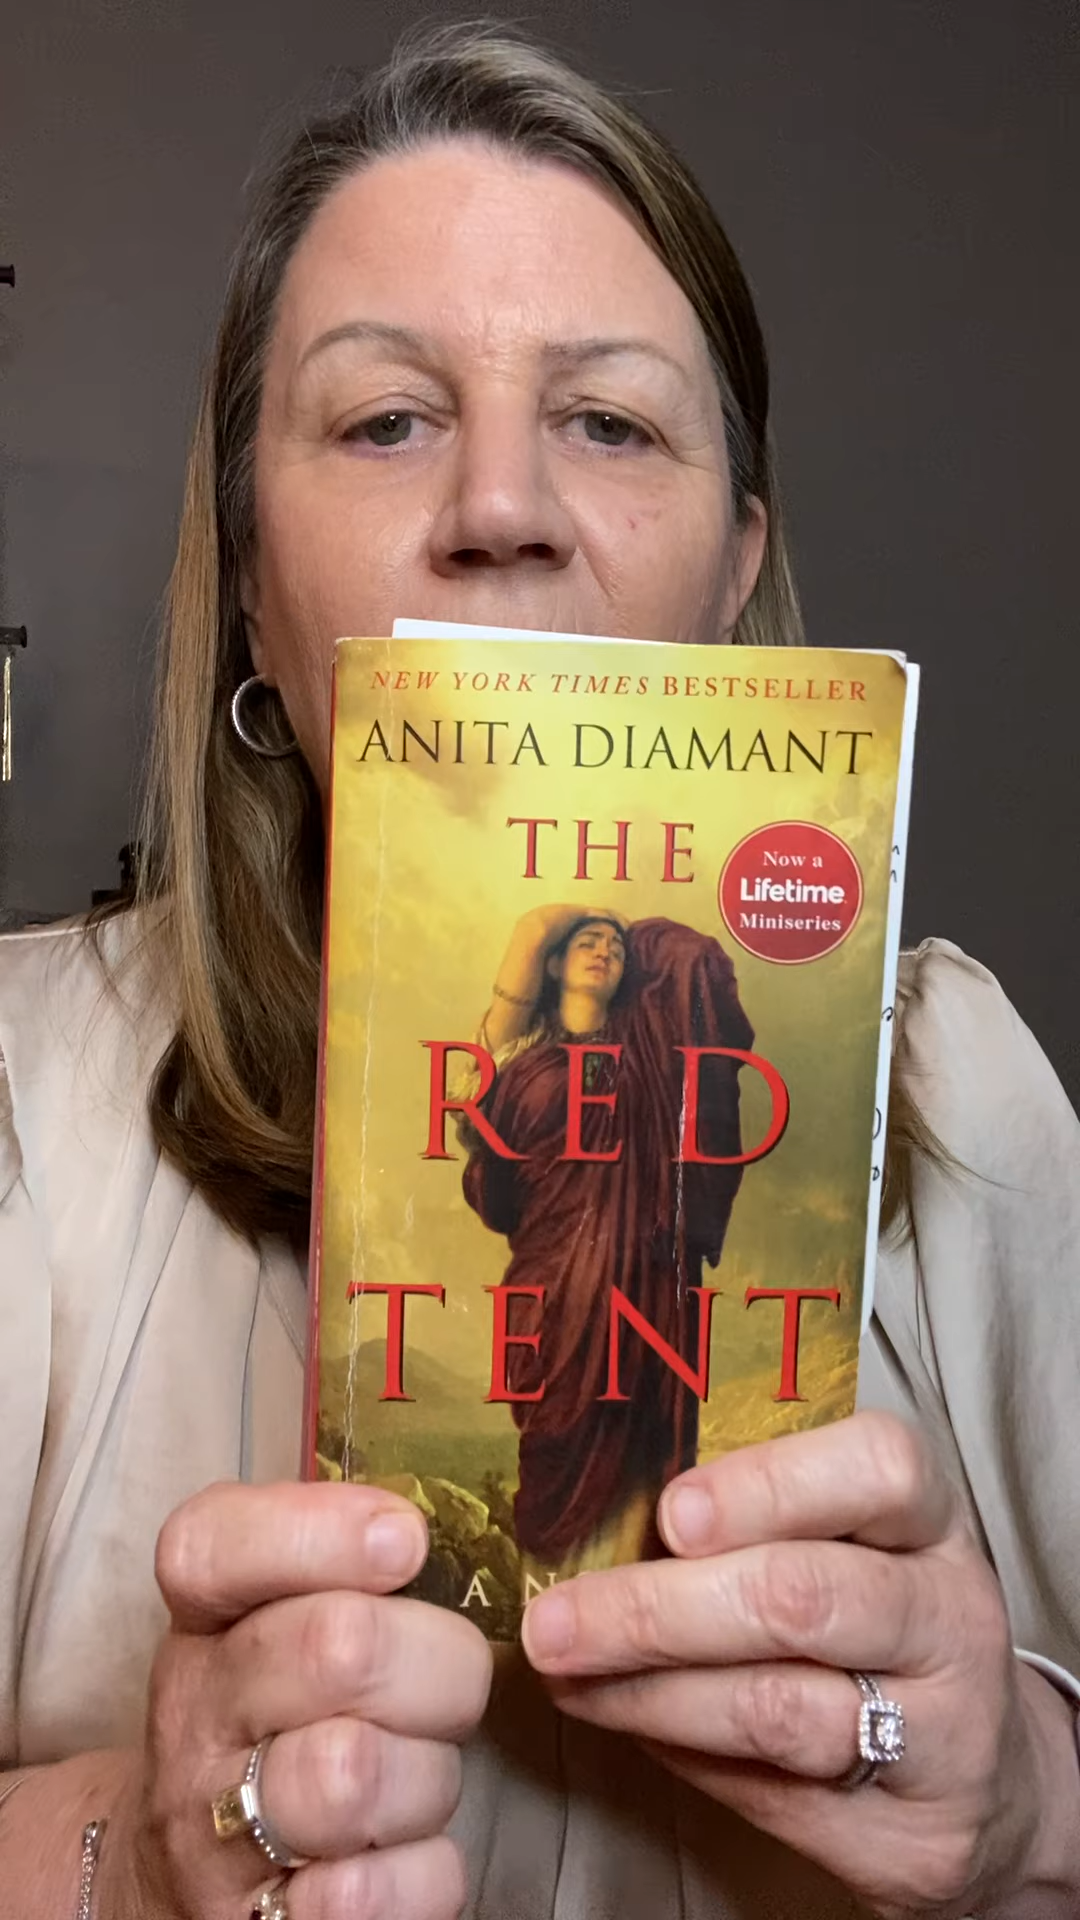 NEW YORK TIMES BESTSELLER
ANITA DIAMANT
THE
Now a
Lifetime
Miniseries
RED
TENT
A